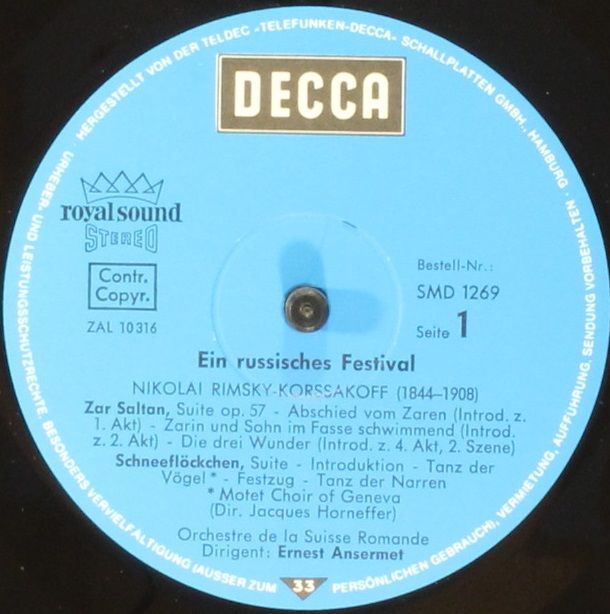 · HERGESTELLT VON DER TELDEC »TELEFUNKEN-DECCA« SCHALLPLATTEN GMBH., HAMBURG · URHEBER- UND LEISTUNGSSCHUTZRECHTE, BESONDERS VERVIELFÄLTIGUNG (AUSSER ZUM PERSÖNLICHEN GEBRAUCH), VERMIETUNG, AUFFÜHRUNG, SENDUNG VORBEHALTEN ·
DECCA
royal sound
STEREO
Contr.
Copyr.
ZAL 10 316
Bestell-Nr.:
SMD 1269
Seite 1
Ein russisches Festival
NIKOLAI RIMSKY-KORSSAKOFF (1844–1908)
Zar Saltan, Suite op. 57 - Abschied vom Zaren (Introd. z.
1. Akt) - Zarin und Sohn im Fasse schwimmend (Introd.
z. 2. Akt) - Die drei Wunder (Introd. z. 4. Akt, 2. Szene)
Schneeflöckchen, Suite - Introduktion - Tanz der
Vögel* - Festzug - Tanz der Narren
*Motet Choir of Geneva
(Dir. Jacques Horneffer)
Orchestre de la Suisse Romande
Dirigent: Ernest Ansermet
33